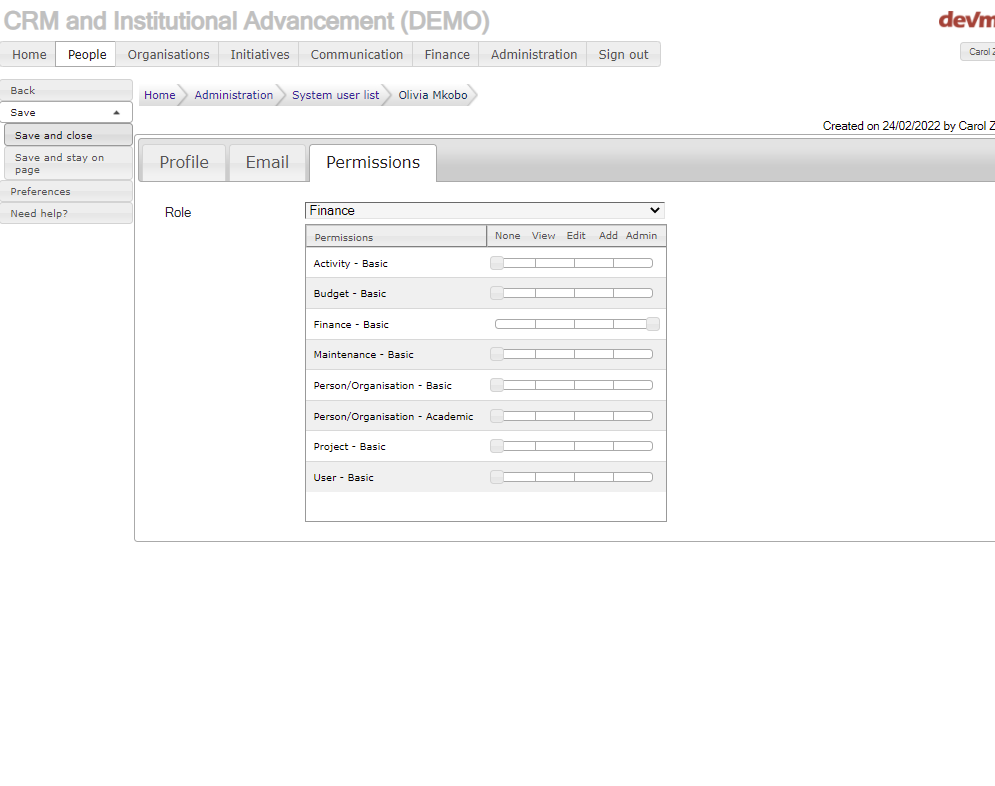 CRM and Institutional Advancement (DEMO)
Home People Organisations Initiatives Communication Finance Administration Sign out
Carol
Back
Save
Save and close
Save and stay on
page
Preferences
Need help?
Home Administration System user list Olivia Mkobo
Created on 24/02/2022 by Carol Z
Profile Email Permissions
Role
Finance
Permissions None View Edit Add Admin
Activity - Basic
Budget - Basic
Finance - Basic
Maintenance - Basic
Person/Organisation - Basic
Person/Organisation - Academic
Project - Basic
User - Basic